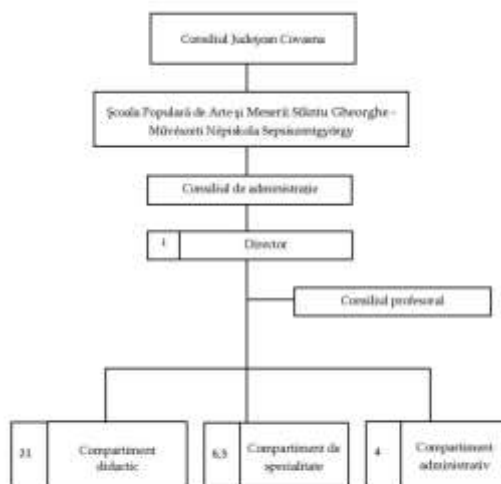 Consiliul Județean Covasna
Școala Populară de Arte și Meserii Sfântu Gheorghe -
Művészeti Népiskola Sepsiszentgyörgy
Consiliul de administrație
1 Director
Consiliul profesoral
21 Compartiment
didactic
6,5 Compartiment de
specialitate
4 Compartiment
administrativ